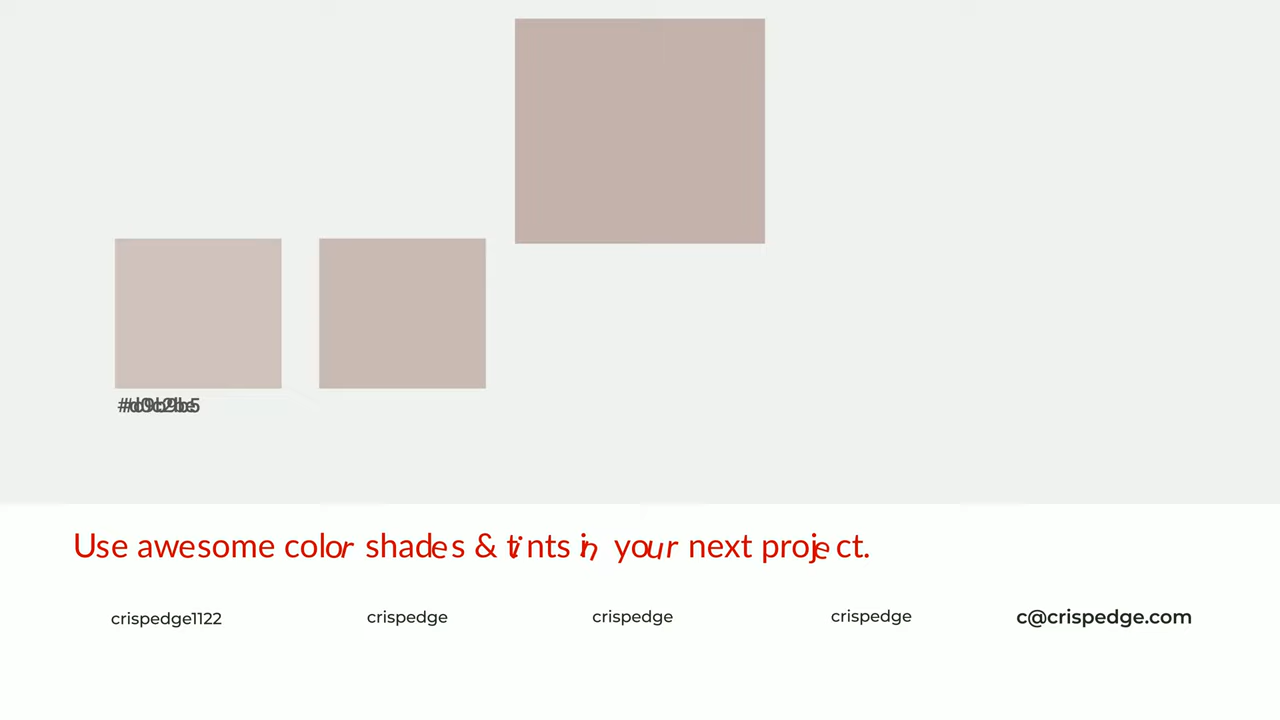 Use awesome color shades & tints in your next project.
crispedge1122 crispedge crispedge crispedge c@crispedge.com